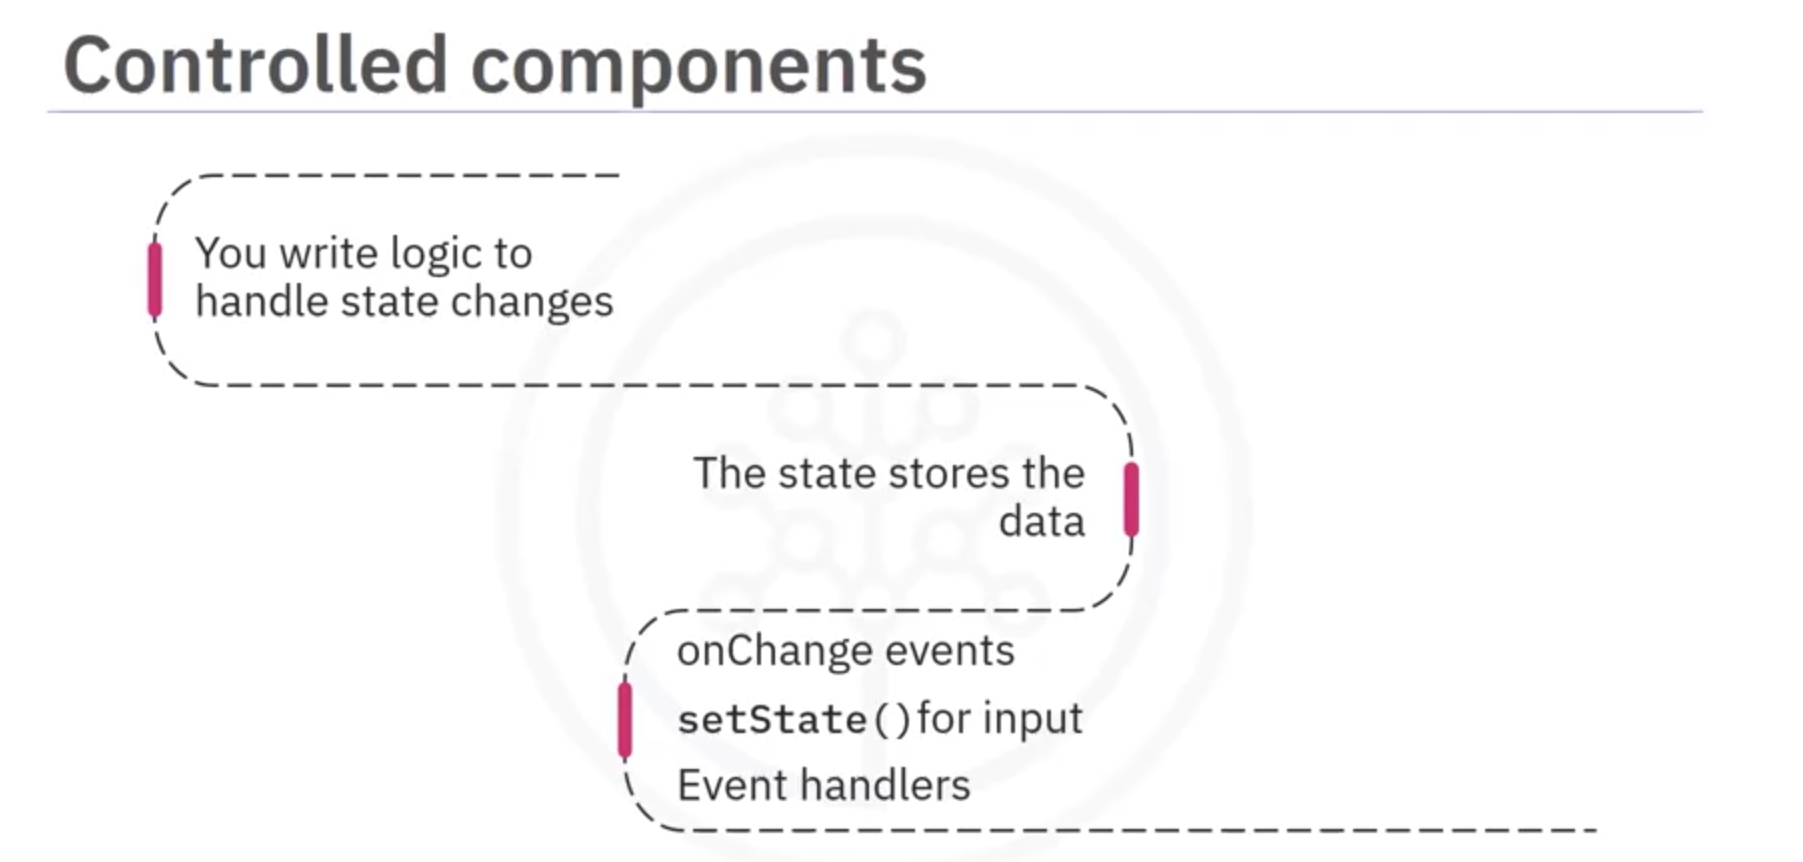 Controlled components
You write logic to
handle state changes
The state stores the
data
onChange events
setState() for input
Event handlers